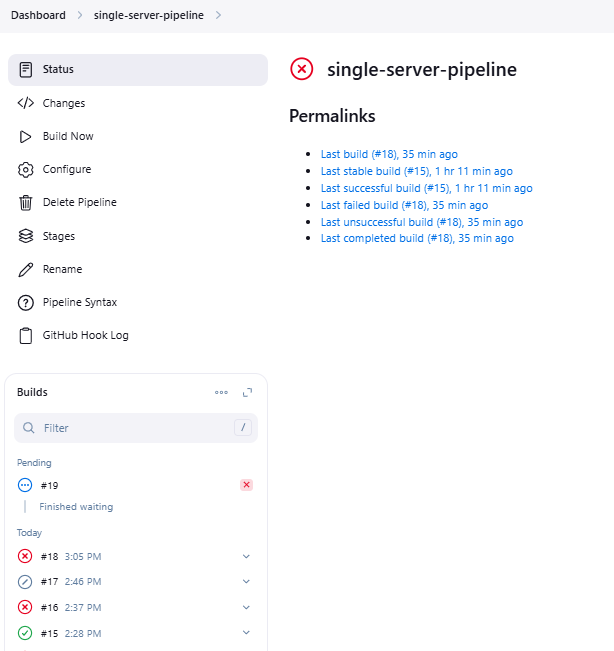 Dashboard > single-server-pipeline >
Status
Changes
Build Now
Configure
Delete Pipeline
Stages
Rename
Pipeline Syntax
GitHub Hook Log
single-server-pipeline
Permalinks
• Last build (#18), 35 min ago
• Last stable build (#15), 1 hr 11 min ago
• Last successful build (#15), 1 hr 11 min ago
• Last failed build (#18), 35 min ago
• Last unsuccessful build (#18), 35 min ago
• Last completed build (#18), 35 min ago
Builds
Filter /
Pending
#19
Finished waiting
Today
#18 3:05 PM
#17 2:46 PM
#16 2:37 PM
#15 2:28 PM